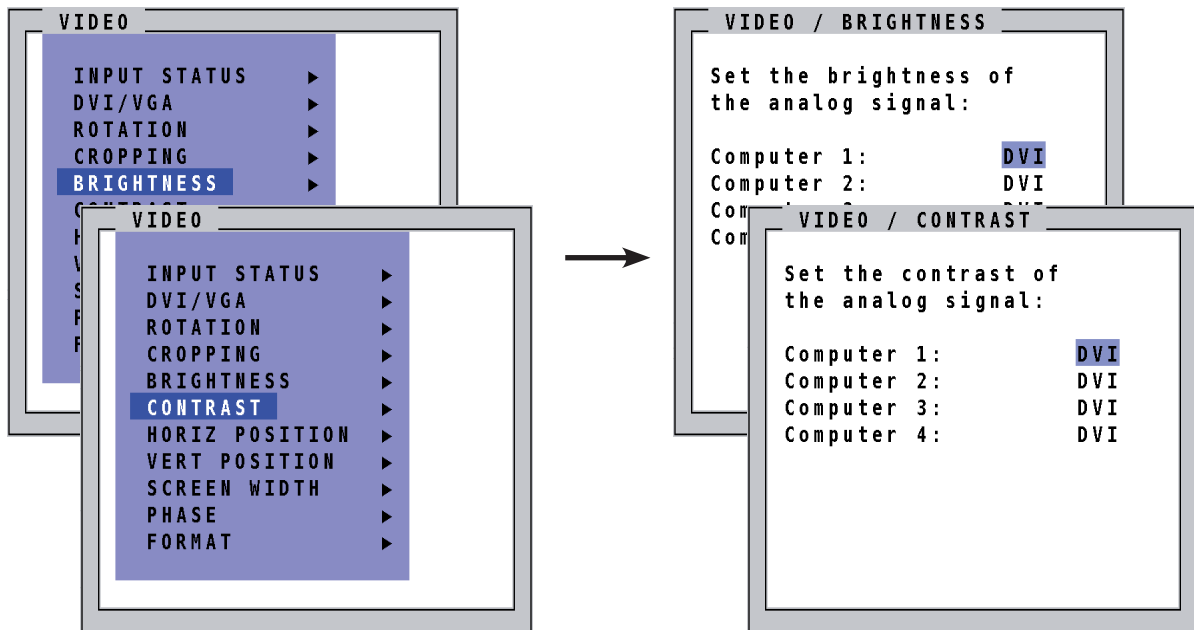 VIDEO
INPUT STATUS
DVI/VGA
ROTATION
CROPPING
BRIGHTNESS
VIDEO
INPUT STATUS
DVI/VGA
ROTATION
CROPPING
BRIGHTNESS
CONTRAST
HORIZ POSITION
VERT POSITION
SCREEN WIDTH
PHASE
FORMAT
VIDEO / BRIGHTNESS
Set the brightness of
the analog signal:
Computer 1: DVI
Computer 2: DVI
VIDEO / CONTRAST
Set the contrast of
the analog signal:
Computer 1: DVI
Computer 2: DVI
Computer 3: DVI
Computer 4: DVI